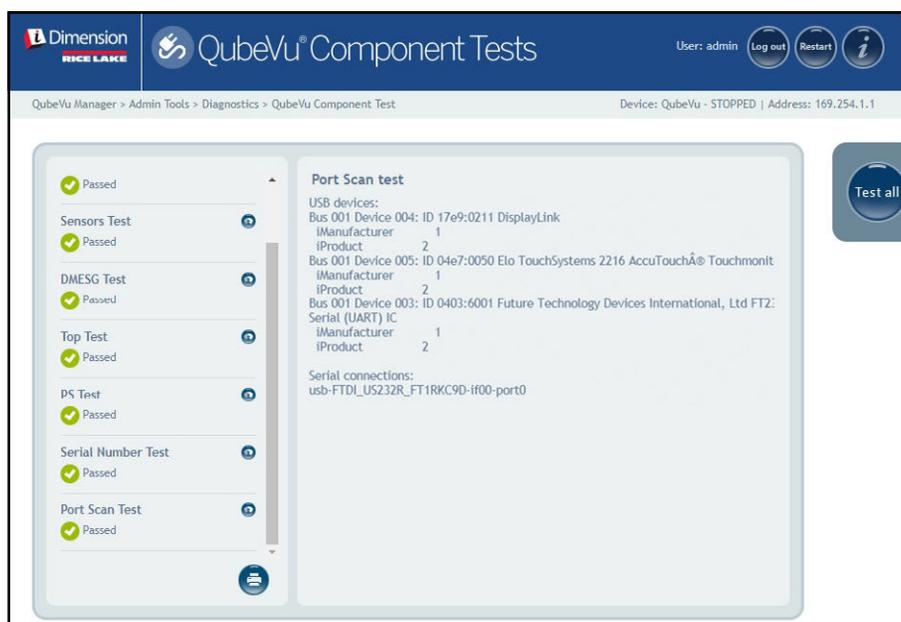 iDimension
RICE LAKE
QubeVu® Component Tests
User: admin
Log out
Restart
i
QubeVu Manager > Admin Tools > Diagnostics > QubeVu Component Test
Device: QubeVu - STOPPED | Address: 169.254.1.1
Passed
Sensors Test
Passed
DMESG Test
Passed
Top Test
Passed
PS Test
Passed
Serial Number Test
Passed
Port Scan Test
Passed
Port Scan test
USB devices:
Bus 001 Device 004: ID 17e9:0211 DisplayLink
iManufacturer 1
iProduct 2
Bus 001 Device 005: ID 04e7:0050 Elo TouchSystems 2216 AccuTouchÂ® Touchmonit
iManufacturer 1
iProduct 2
Bus 001 Device 003: ID 0403:6001 Future Technology Devices International, Ltd
Serial (UART) IC
iManufacturer 1
iProduct 2
Serial connections:
usb-FTDI_US232R_FT1RKC9D-if00-port0
Test all